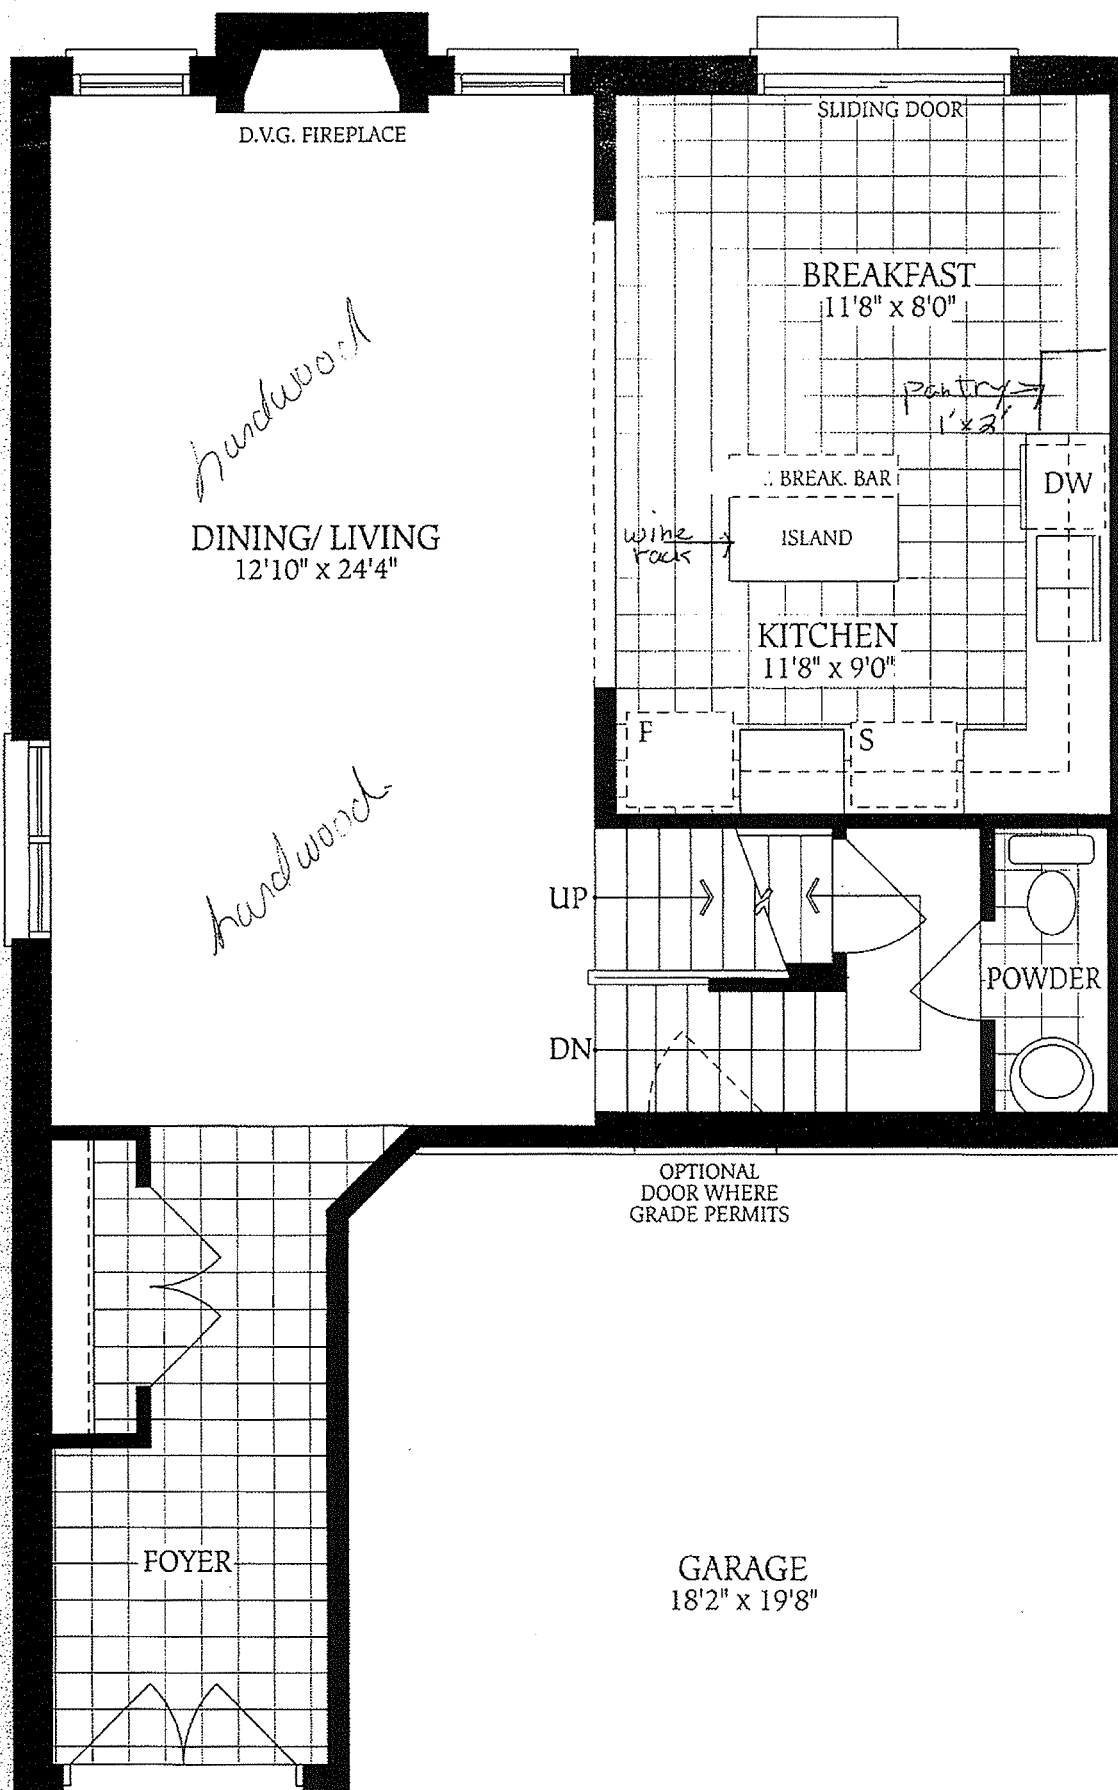 D.V.G. FIREPLACE
SLIDING DOOR
BREAKFAST
11'8" x 8'0"
hardwood
pantry
1' x 2'
BREAK. BAR
DW
DINING/ LIVING
12'10" x 24'4"
wine
rack
ISLAND
KITCHEN
11'8" x 9'0"
F
S
hardwood
UP
POWDER
DN
OPTIONAL
DOOR WHERE
GRADE PERMITS
FOYER
GARAGE
18'2" x 19'8"